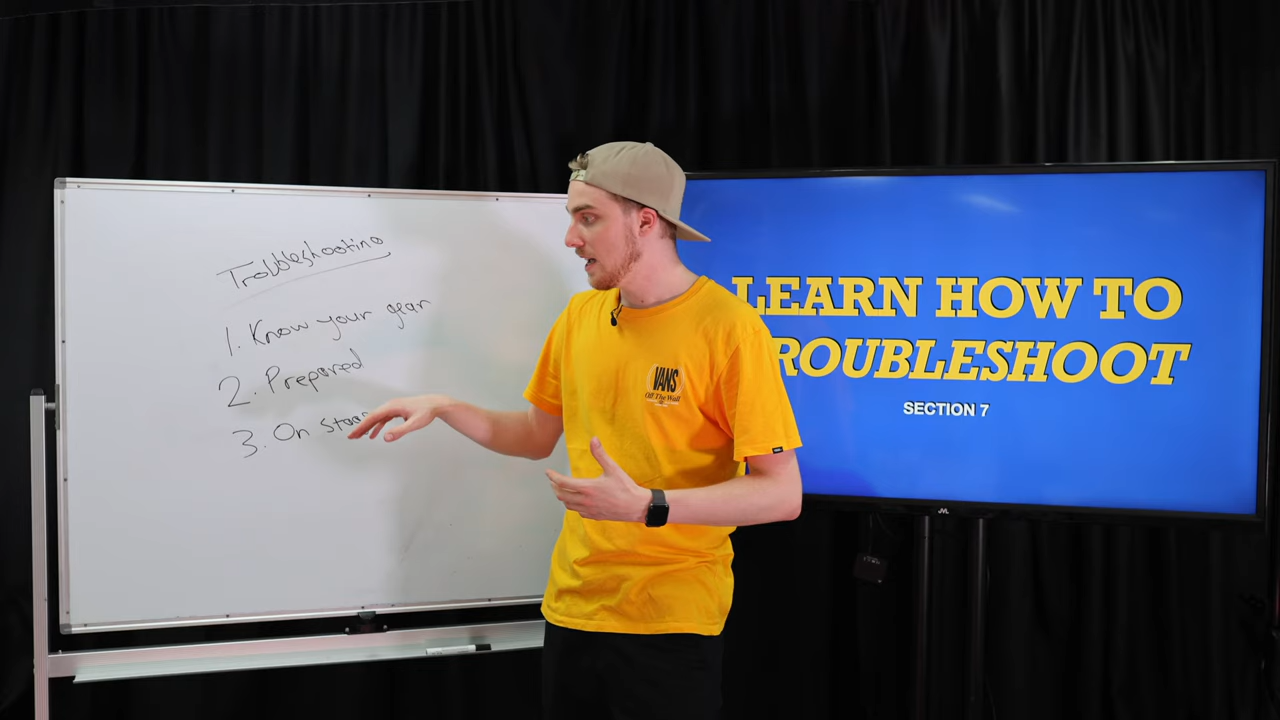 Troubleshooting
1. Know your gear
2. Prepared
3. On
VANS
"Off The Wall"
LEARN HOW TO
TROUBLESHOOT
SECTION 7
JVL